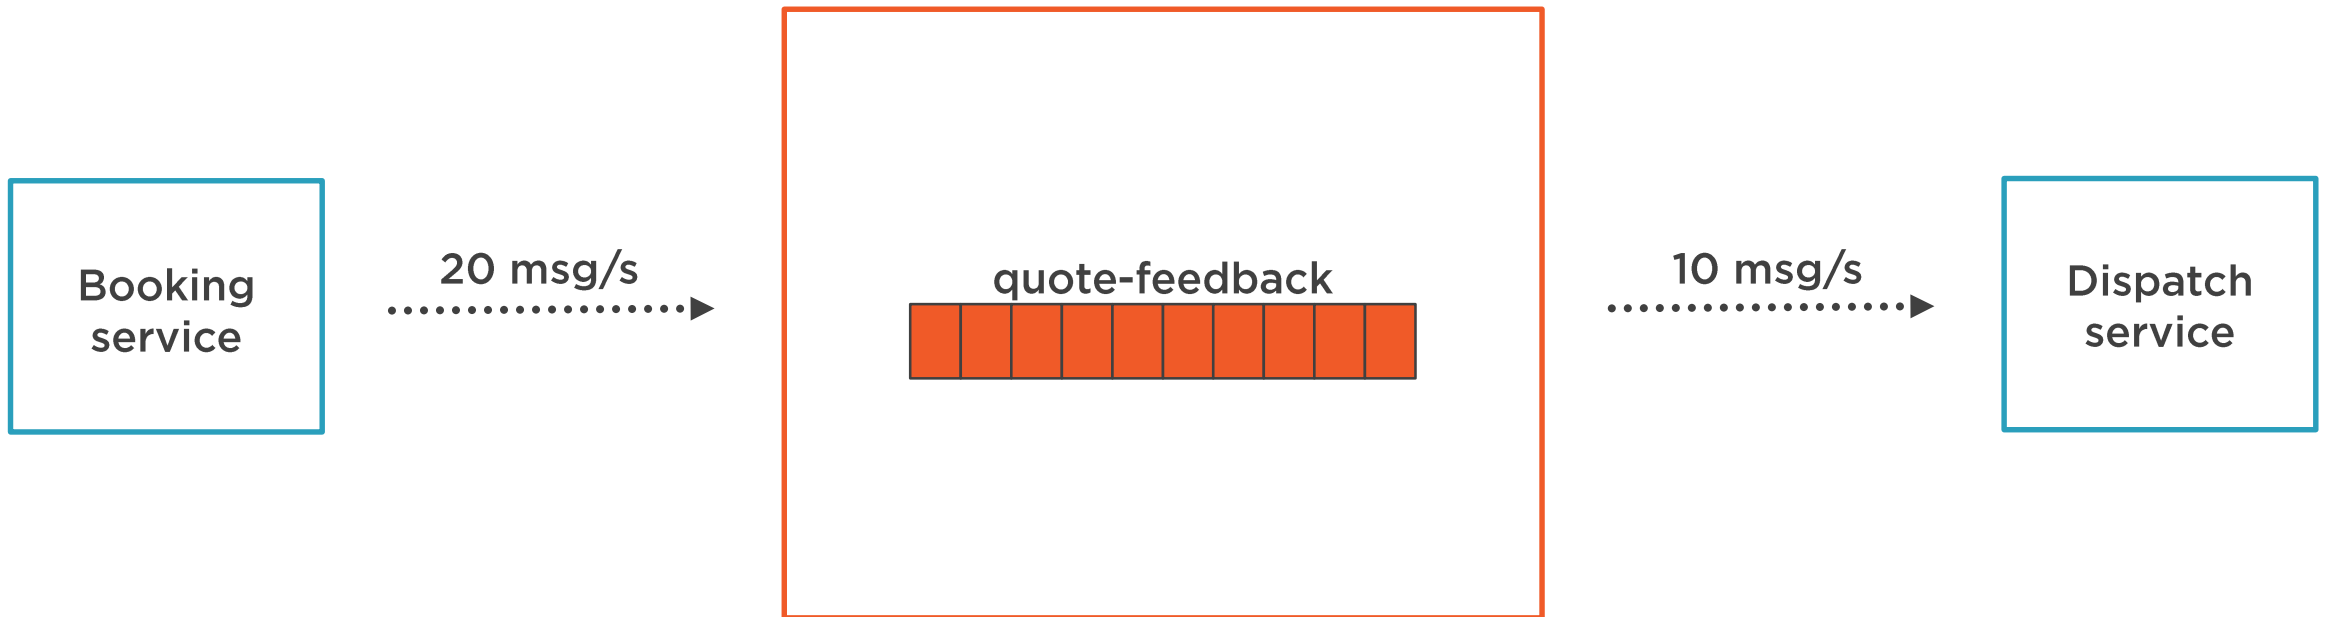 Booking
service
20 msg/s
quote-feedback
10 msg/s
Dispatch
service